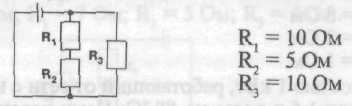 R₁
R₂
R₃
R₁ = 10 Ом
R₂ = 5 Ом
R₃ = 10 Ом